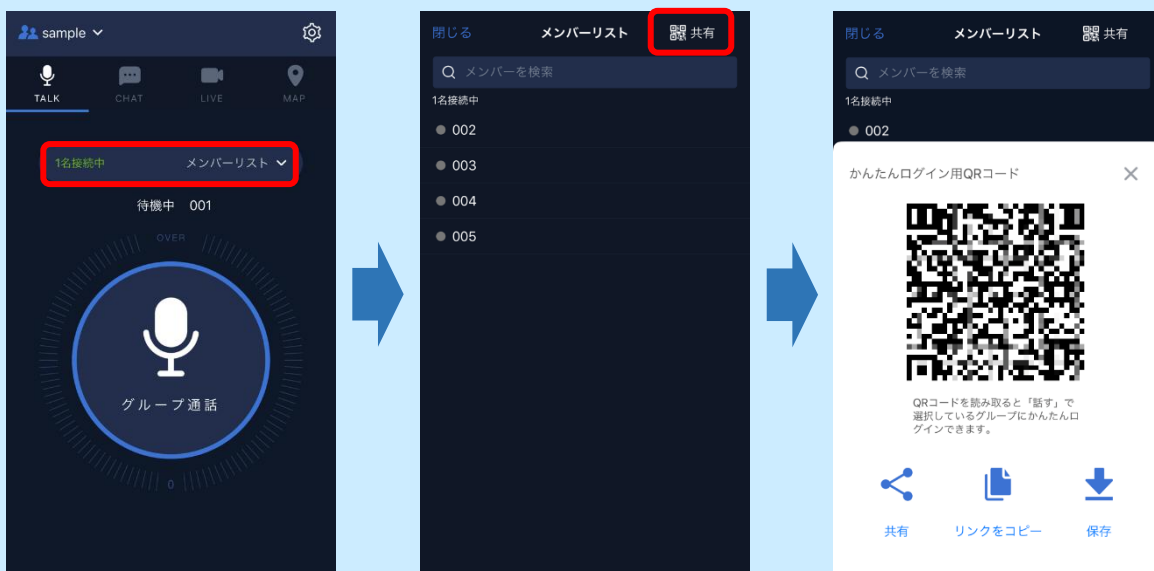 sample
TALK
CHAT
LIVE
MAP
1名接続中
メンバーリスト
待機中 001
OVER
グループ通話
0
閉じる
メンバーリスト
共有
メンバーを検索
1名接続中
002
003
004
005
閉じる
メンバーリスト
共有
メンバーを検索
1名接続中
002
かんたんログイン用QRコード
QRコードを読み取ると「話す」で
選択しているグループにかんたんロ
グインできます。
共有
リンクをコピー
保存